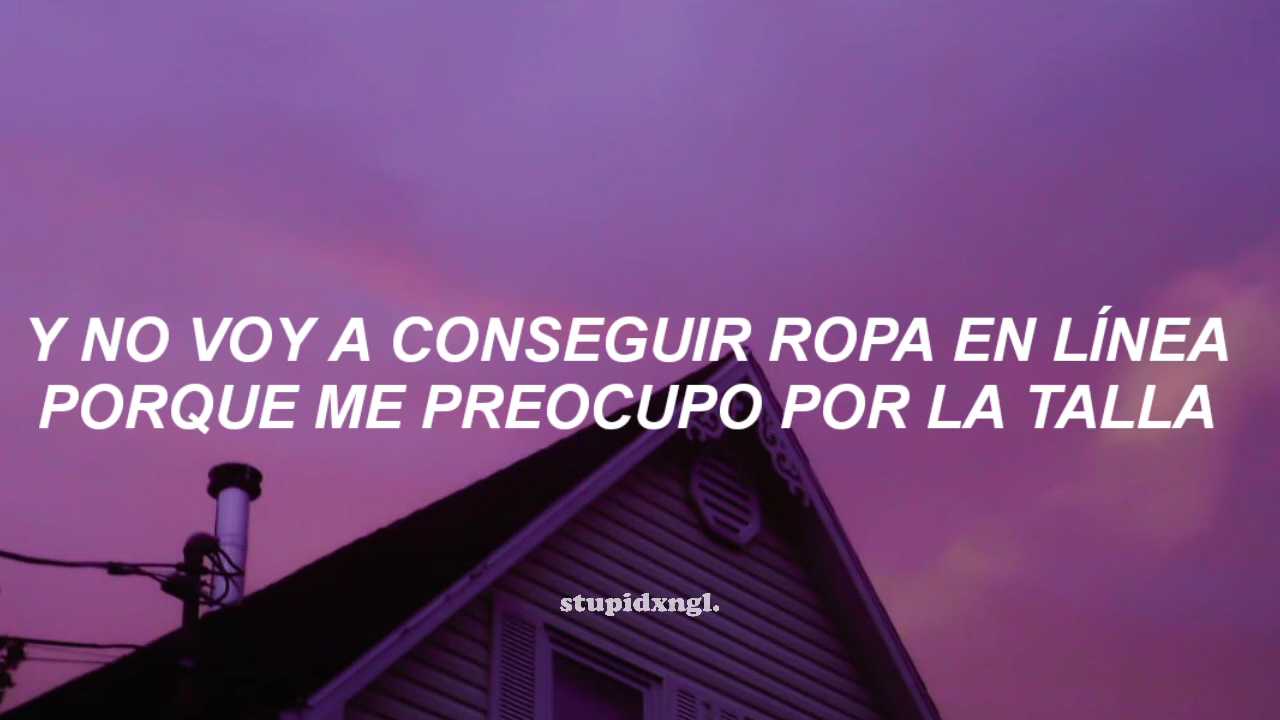 Y NO VOY A CONSEGUIR ROPA EN LÍNEA
PORQUE ME PREOCUPO POR LA TALLA
stupidxngl.